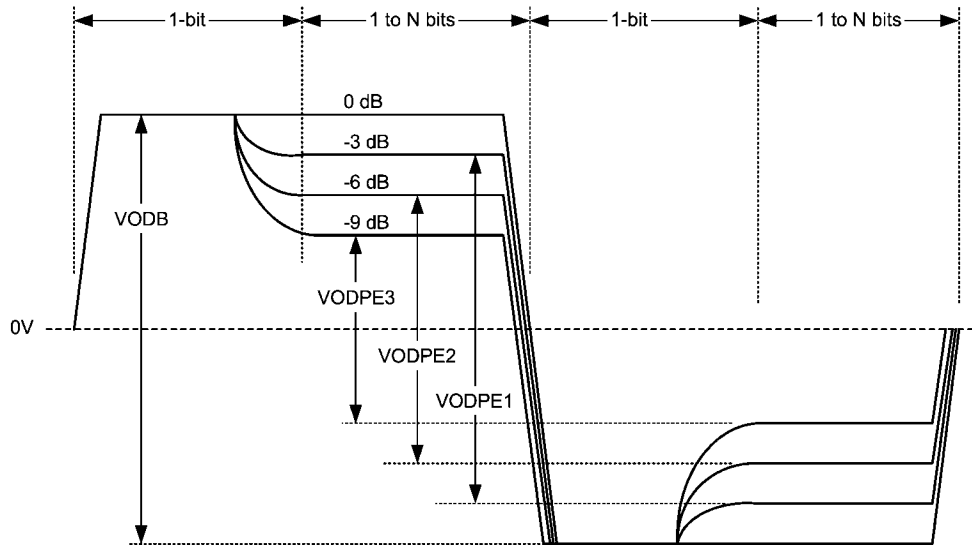 1-bit 1 to N bits 1-bit 1 to N bits
0 dB
-3 dB
-6 dB
VODB
-9 dB
VODPE3
0V
VODPE2
VODPE1